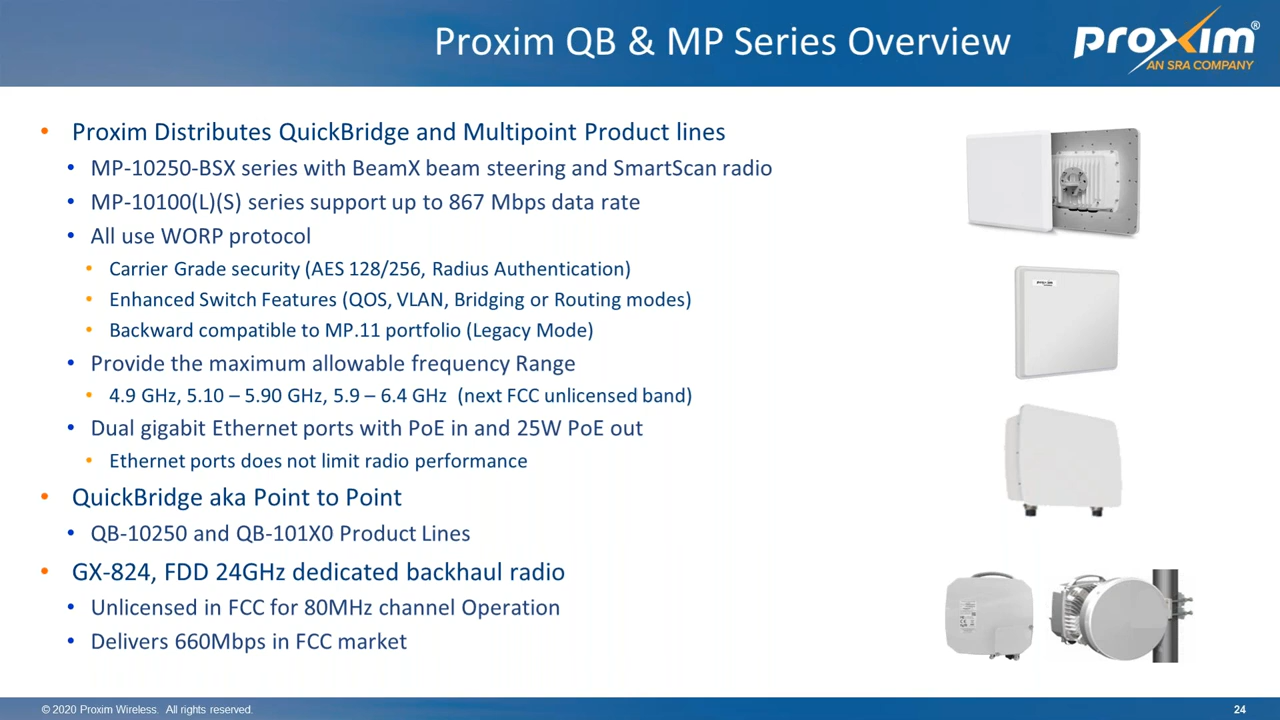 Proxim QB & MP Series Overview
proxim®
AN SRA COMPANY
• Proxim Distributes QuickBridge and Multipoint Product lines
• MP-10250-BSX series with BeamX beam steering and SmartScan radio
• MP-10100(L)(S) series support up to 867 Mbps data rate
• All use WORP protocol
• Carrier Grade security (AES 128/256, Radius Authentication)
• Enhanced Switch Features (QOS, VLAN, Bridging or Routing modes)
• Backward compatible to MP.11 portfolio (Legacy Mode)
• Provide the maximum allowable frequency Range
• 4.9 GHz, 5.10 – 5.90 GHz, 5.9 – 6.4 GHz (next FCC unlicensed band)
• Dual gigabit Ethernet ports with PoE in and 25W PoE out
• Ethernet ports does not limit radio performance
• QuickBridge aka Point to Point
• QB-10250 and QB-101X0 Product Lines
• GX-824, FDD 24GHz dedicated backhaul radio
• Unlicensed in FCC for 80MHz channel Operation
• Delivers 660Mbps in FCC market
© 2020 Proxim Wireless. All rights reserved.
24